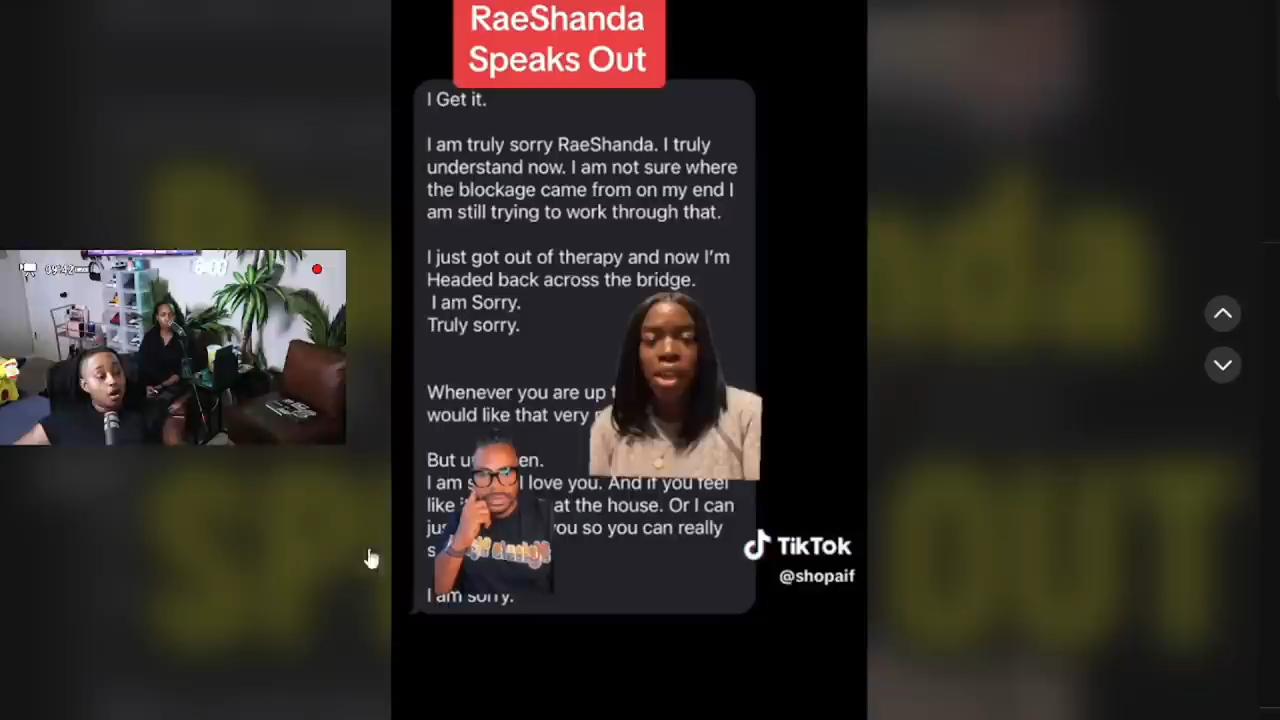 RaeShanda
Speaks Out
I Get it.
I am truly sorry RaeShanda. I truly
understand now. I am not sure where
the blockage came from on my end I
am still trying to work through that.
I just got out of therapy and now I'm
Headed back across the bridge.
I am Sorry.
Truly sorry.
Whenever you are up
would like that very
But
I am I love you. And if you feel
like at the house. Or I can
you so you can really
I am sorry.
TikTok
@shopaif